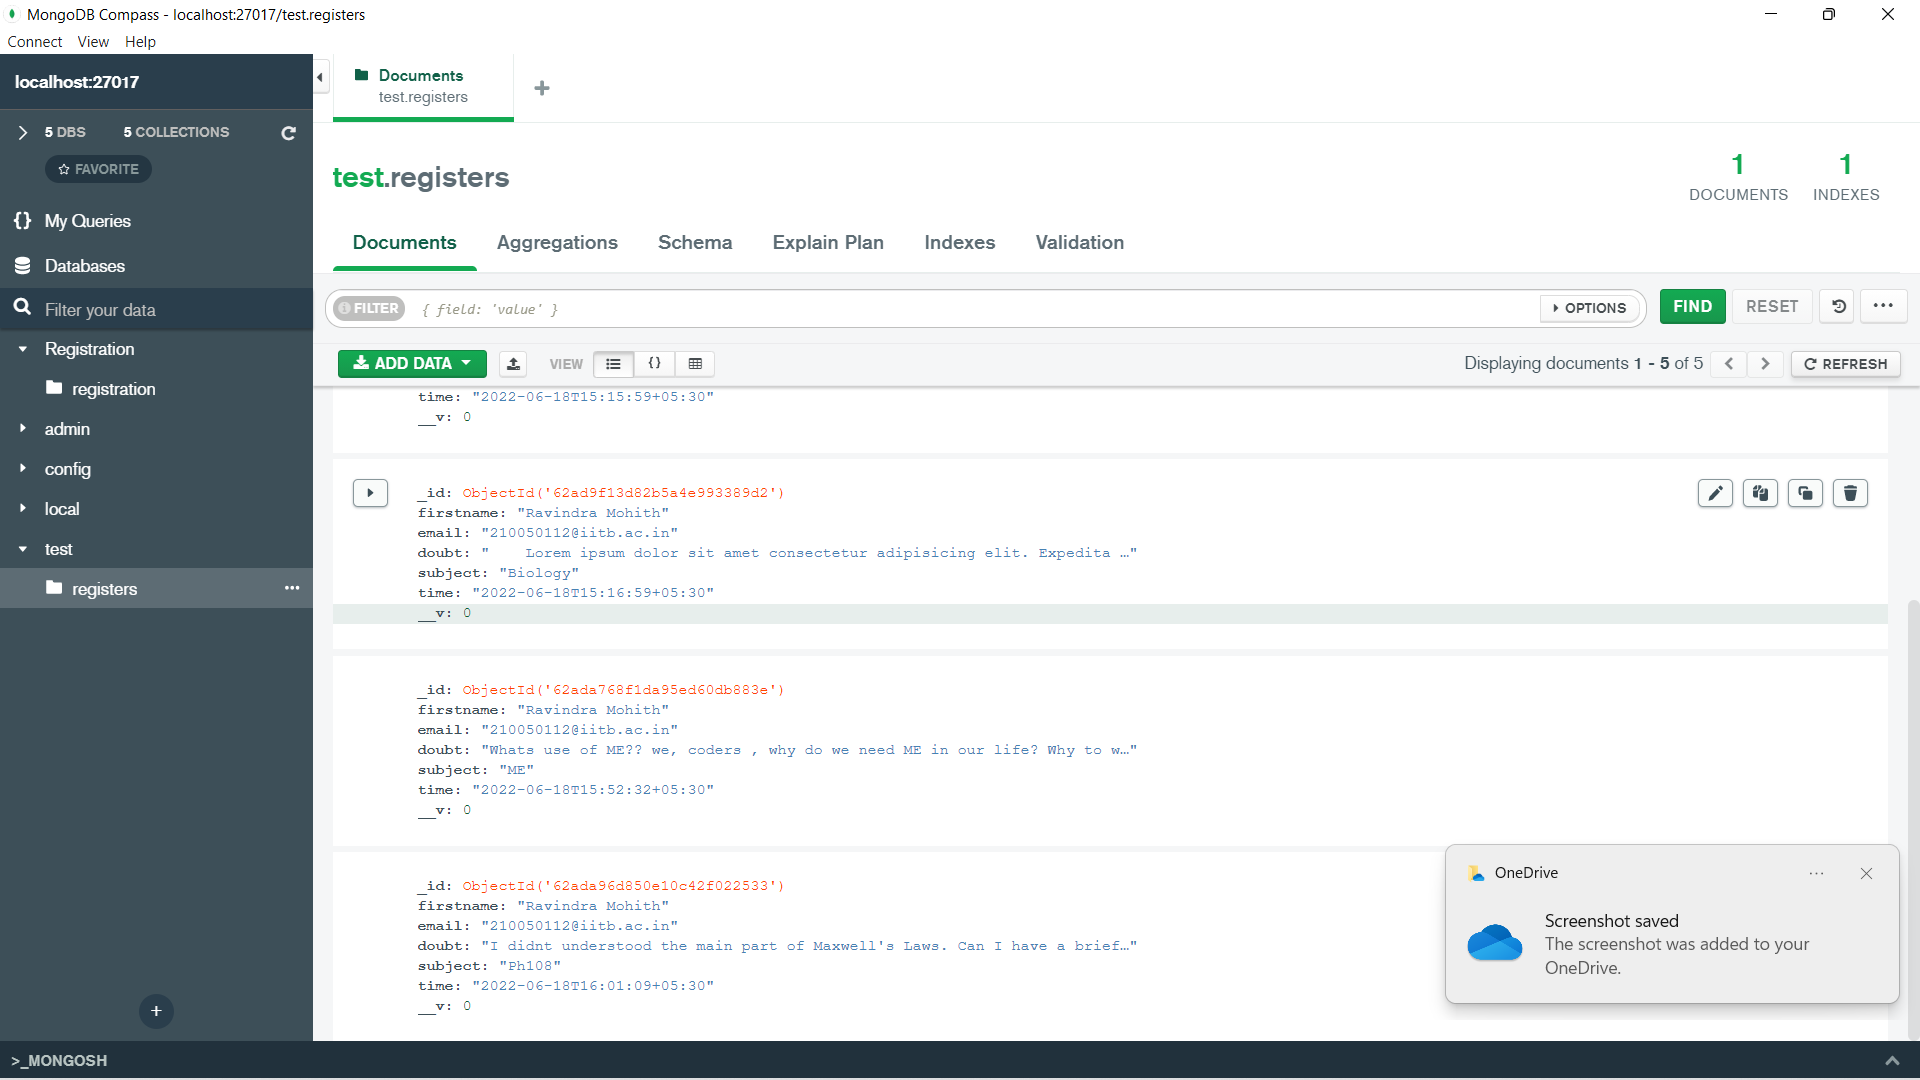 MongoDB Compass - localhost:27017/test.registers
Connect View Help
localhost:27017
5 DBS 5 COLLECTIONS
FAVORITE
{} My Queries
Databases
Filter your data
Registration
registration
admin
config
local
test
registers
Documents
test.registers
test.registers
1 DOCUMENTS
1 INDEXES
Documents Aggregations Schema Explain Plan Indexes Validation
FILTER { field: 'value' } OPTIONS FIND RESET
ADD DATA VIEW {} Displaying documents 1 - 5 of 5 REFRESH
time: "2022-06-18T15:15:59+05:30"
__v: 0
_id: ObjectId('62ad9f13d82b5a4e993389d2')
firstname: "Ravindra Mohith"
email: "210050112@iitb.ac.in"
doubt: "    Lorem ipsum dolor sit amet consectetur adipisicing elit. Expedita …"
subject: "Biology"
time: "2022-06-18T15:16:59+05:30"
__v: 0
_id: ObjectId('62ada768f1da95ed60db883e')
firstname: "Ravindra Mohith"
email: "210050112@iitb.ac.in"
doubt: "Whats use of ME?? we, coders , why do we need ME in our life? Why to w…"
subject: "ME"
time: "2022-06-18T15:52:32+05:30"
__v: 0
_id: ObjectId('62ada96d850e10c42f022533')
firstname: "Ravindra Mohith"
email: "210050112@iitb.ac.in"
doubt: "I didnt understood the main part of Maxwell's Laws. Can I have a brief…"
subject: "Ph108"
time: "2022-06-18T16:01:09+05:30"
__v: 0
OneDrive
Screenshot saved
The screenshot was added to your
OneDrive.
>_MONGOSH